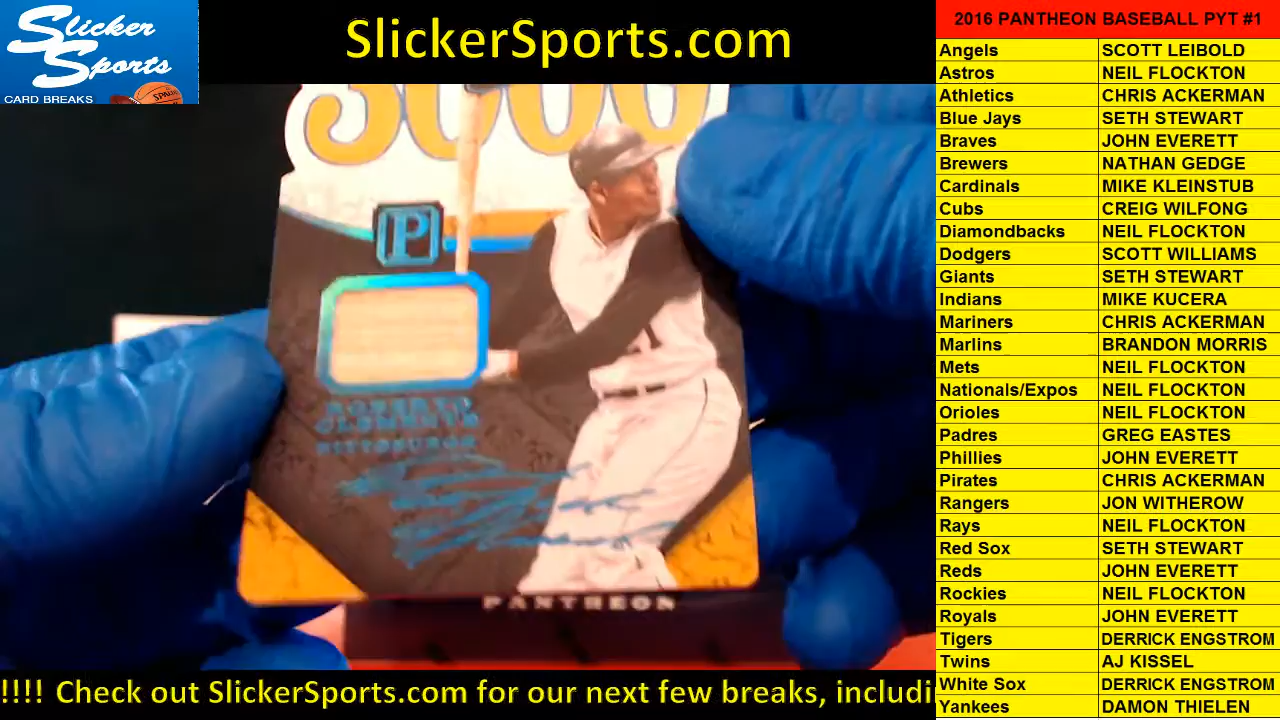 Slicker
Sports
CARD BREAKS
SPALDING
SlickerSports.com
3000
P
ROBERTO
CLEMENTE
PITTSBURGH
PANTHEON
!!!! Check out SlickerSports.com for our next few breaks, includi
2016 PANTHEON BASEBALL PYT #1
Angels SCOTT LEIBOLD
Astros NEIL FLOCKTON
Athletics CHRIS ACKERMAN
Blue Jays SETH STEWART
Braves JOHN EVERETT
Brewers NATHAN GEDGE
Cardinals MIKE KLEINSTUB
Cubs CREIG WILFONG
Diamondbacks NEIL FLOCKTON
Dodgers SCOTT WILLIAMS
Giants SETH STEWART
Indians MIKE KUCERA
Mariners CHRIS ACKERMAN
Marlins BRANDON MORRIS
Mets NEIL FLOCKTON
Nationals/Expos NEIL FLOCKTON
Orioles NEIL FLOCKTON
Padres GREG EASTES
Phillies JOHN EVERETT
Pirates CHRIS ACKERMAN
Rangers JON WITHEROW
Rays NEIL FLOCKTON
Red Sox SETH STEWART
Reds JOHN EVERETT
Rockies NEIL FLOCKTON
Royals JOHN EVERETT
Tigers DERRICK ENGSTROM
Twins AJ KISSEL
White Sox DERRICK ENGSTROM
Yankees DAMON THIELEN